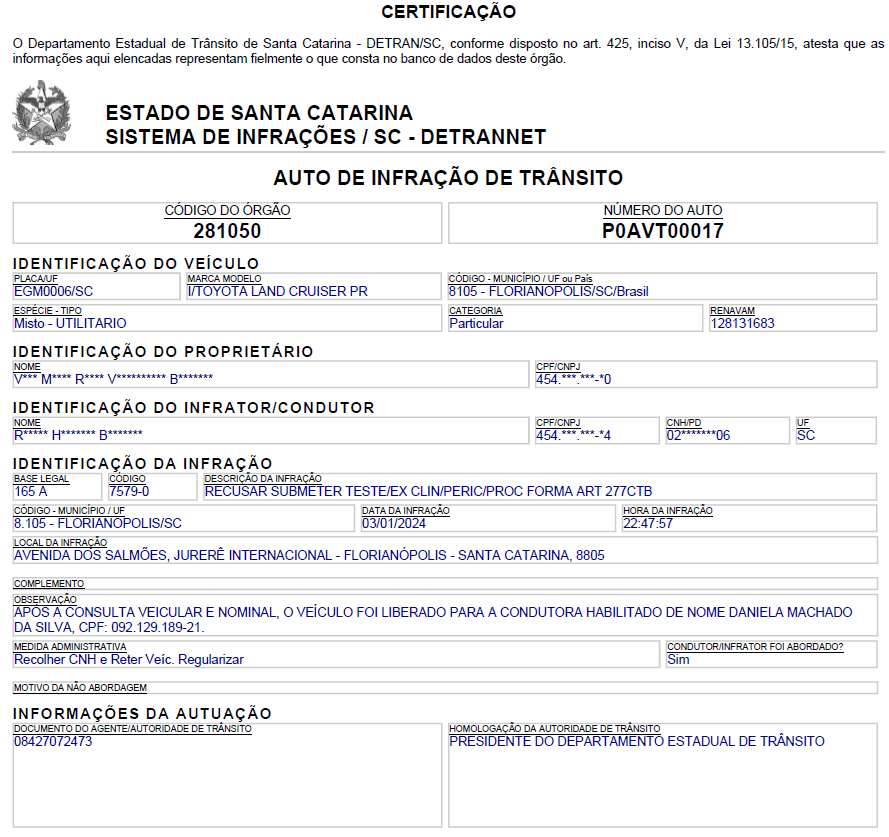 CERTIFICAÇÃO
O Departamento Estadual de Trânsito de Santa Catarina - DETRAN/SC, conforme disposto no art. 425, inciso V, da Lei 13.105/15, atesta que as
informações aqui elencadas representam fielmente o que consta no banco de dados deste órgão.
ESTADO DE SANTA CATARINA
SISTEMA DE INFRAÇÕES / SC - DETRANNET
AUTO DE INFRAÇÃO DE TRÂNSITO
CÓDIGO DO ÓRGÃO
281050
NÚMERO DO AUTO
P0AVT00017
IDENTIFICAÇÃO DO VEÍCULO
PLACA/UF
EGM0006/SC
MARCA MODELO
I/TOYOTA LAND CRUISER PR
CÓDIGO - MUNICÍPIO / UF ou País
8105 - FLORIANOPOLIS/SC/Brasil
ESPÉCIE - TIPO
Misto - UTILITARIO
CATEGORIA
Particular
RENAVAM
128131683
IDENTIFICAÇÃO DO PROPRIETÁRIO
NOME
V*** M**** R**** V********** B*******
CPF/CNPJ
454.***.***-*0
IDENTIFICAÇÃO DO INFRATOR/CONDUTOR
NOME
R***** H******* B*******
CPF/CNPJ
454.***.***-*4
CNH/PD
02*******06
UF
SC
IDENTIFICAÇÃO DA INFRAÇÃO
BASE LEGAL
165 A
CÓDIGO
7579-0
DESCRIÇÃO DA INFRAÇÃO
RECUSAR SUBMETER TESTE/EX CLIN/PERIC/PROC FORMA ART 277CTB
CÓDIGO - MUNICÍPIO / UF
8.105 - FLORIANOPOLIS/SC
DATA DA INFRAÇÃO
03/01/2024
HORA DA INFRAÇÃO
22:47:57
LOCAL DA INFRAÇÃO
AVENIDA DOS SALMÕES, JURERÊ INTERNACIONAL - FLORIANÓPOLIS - SANTA CATARINA, 8805
COMPLEMENTO
OBSERVAÇÃO
APÓS A CONSULTA VEICULAR E NOMINAL, O VEÍCULO FOI LIBERADO PARA A CONDUTORA HABILITADO DE NOME DANIELA MACHADO
DA SILVA, CPF: 092.129.189-21.
MEDIDA ADMINISTRATIVA
Recolher CNH e Reter Veíc. Regularizar
CONDUTOR/INFRATOR FOI ABORDADO?
Sim
MOTIVO DA NÃO ABORDAGEM
INFORMAÇÕES DA AUTUAÇÃO
DOCUMENTO DO AGENTE/AUTORIDADE DE TRÂNSITO
08427072473
HOMOLOGAÇÃO DA AUTORIDADE DE TRÂNSITO
PRESIDENTE DO DEPARTAMENTO ESTADUAL DE TRÂNSITO